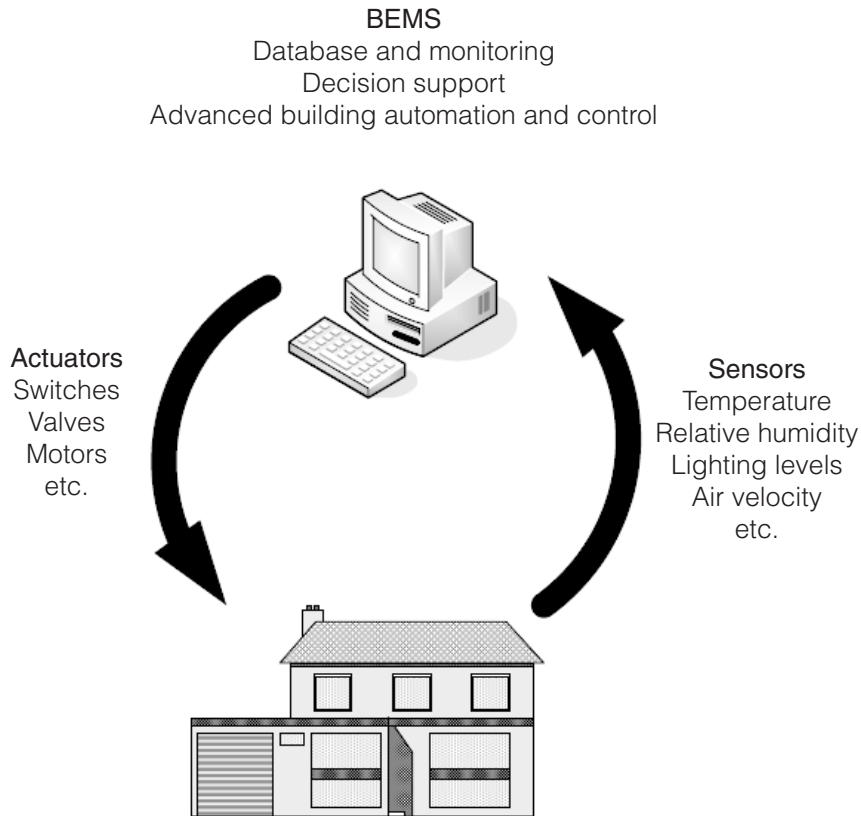 BEMS
Database and monitoring
Decision support
Advanced building automation and control
Actuators
Switches
Valves
Motors
etc.
Sensors
Temperature
Relative humidity
Lighting levels
Air velocity
etc.